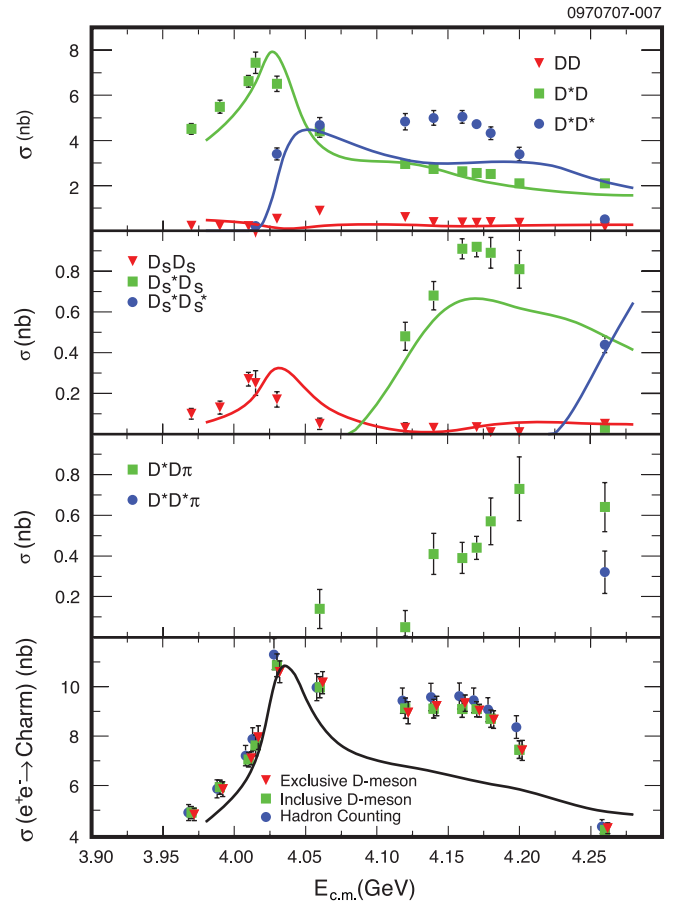 0970707-007
8
6
4
2
σ (nb)
DD
D*D
D*D*
0.8
0.6
0.4
0.2
σ (nb)
DSDS
DS*DS
DS*DS*
0.8
0.6
0.4
0.2
σ (nb)
D*Dπ
D*D*π
10
8
6
4
σ (e+e-→Charm) (nb)
Exclusive D-meson
Inclusive D-meson
Hadron Counting
3.90 3.95 4.00 4.05 4.10 4.15 4.20 4.25
Ec.m.(GeV)